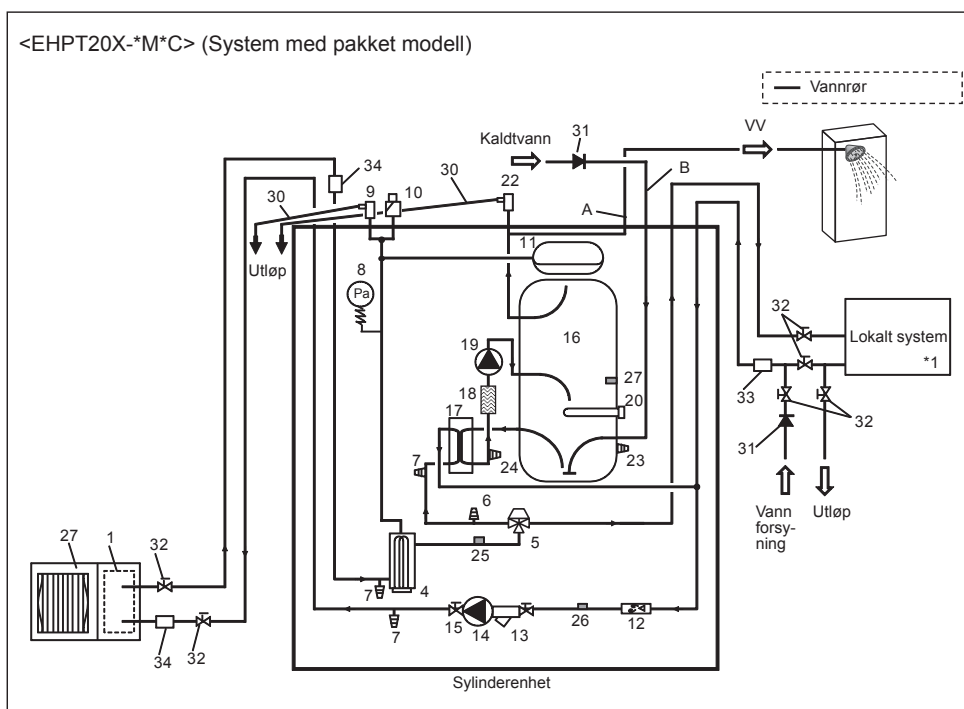 <EHPT20X-*M*C> (System med pakket modell)
Vannrør
Kaldtvann
31
VV
34
9
10
30
22
B
30
A
11
Utløp
8
Pa
16
32
Lokalt system
*1
19
27
18
20
33
32
17
7
24
23
31
6
Vann
forsy-
ning
Utløp
5
25
27
1
32
7
4
7
15
14
13
26
12
34
32
Sylinderenhet